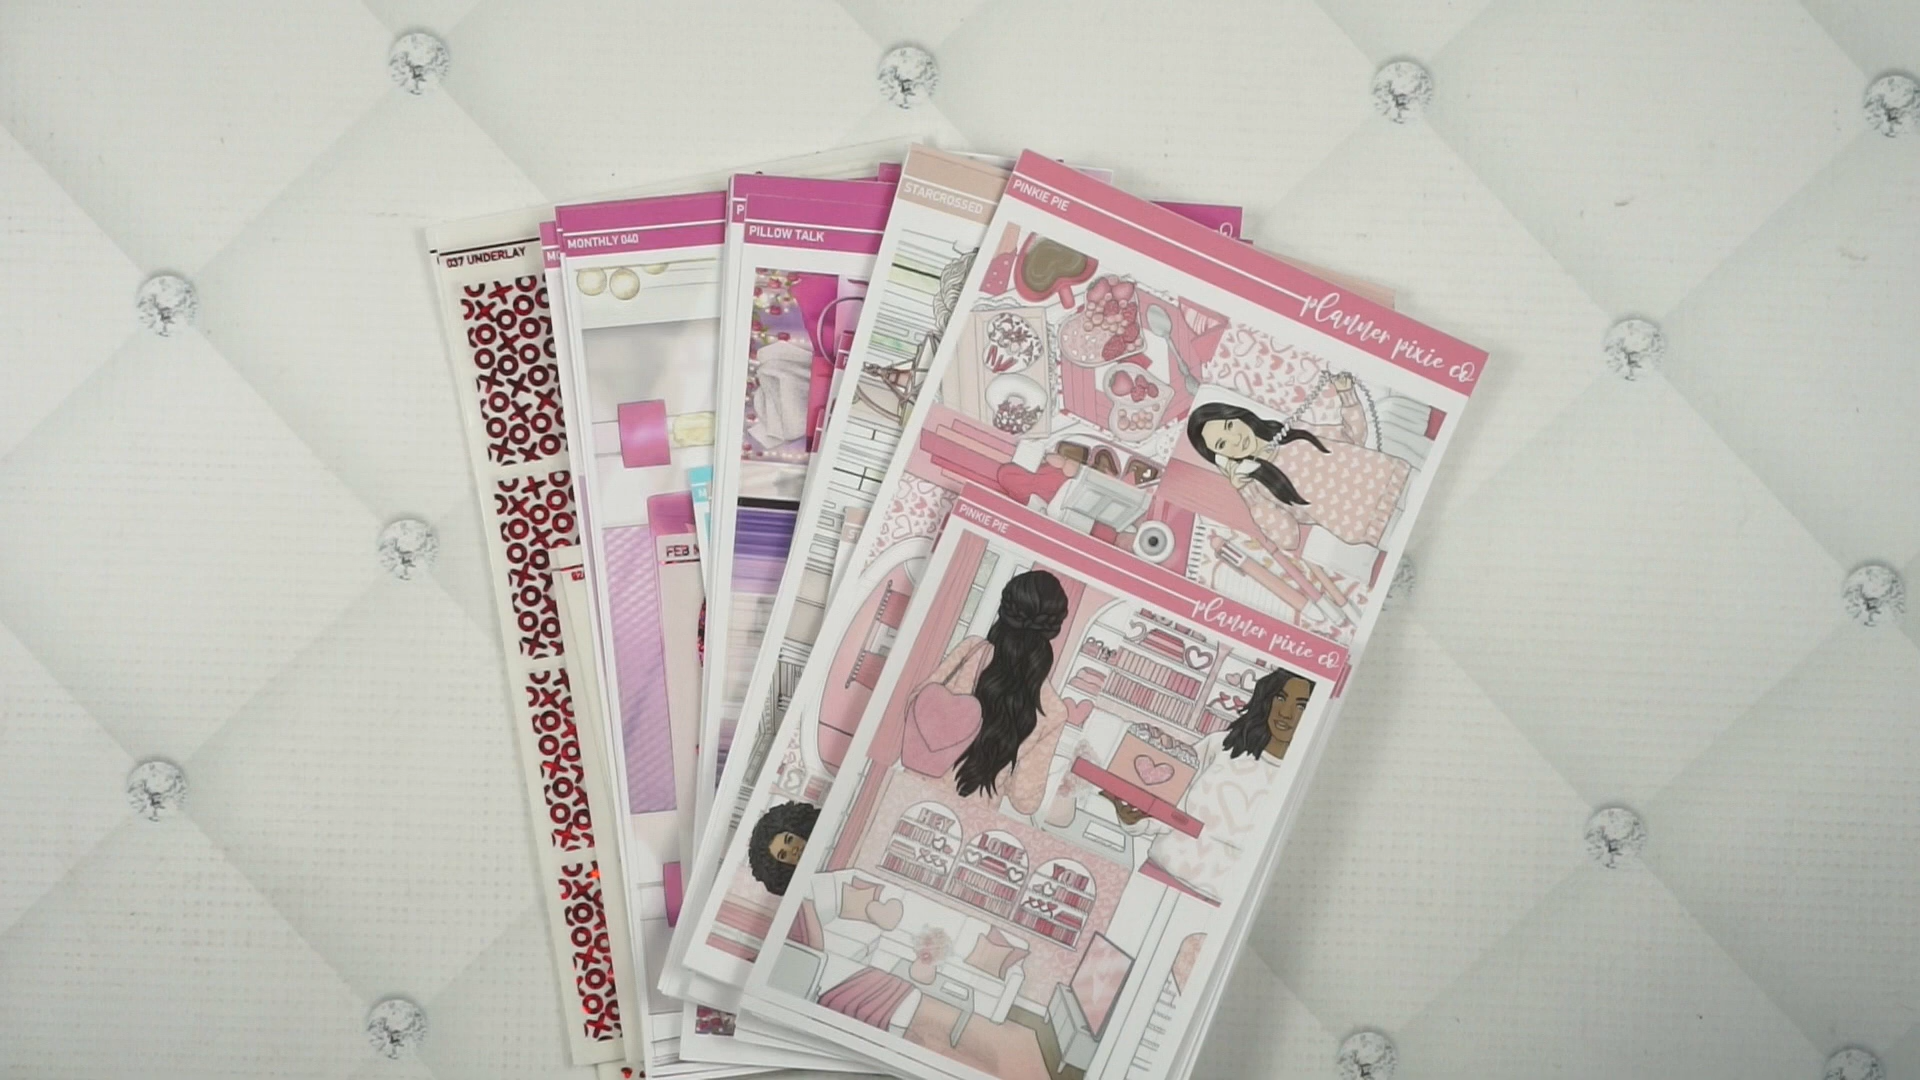 037 UNDERLAY
MONTHLY 040
PILLOW TALK
STARCROSSED
PINKIE PIE
planner pixie co
PINKIE PIE
planner pixie co
FEB
HEY
LOVE
YOU